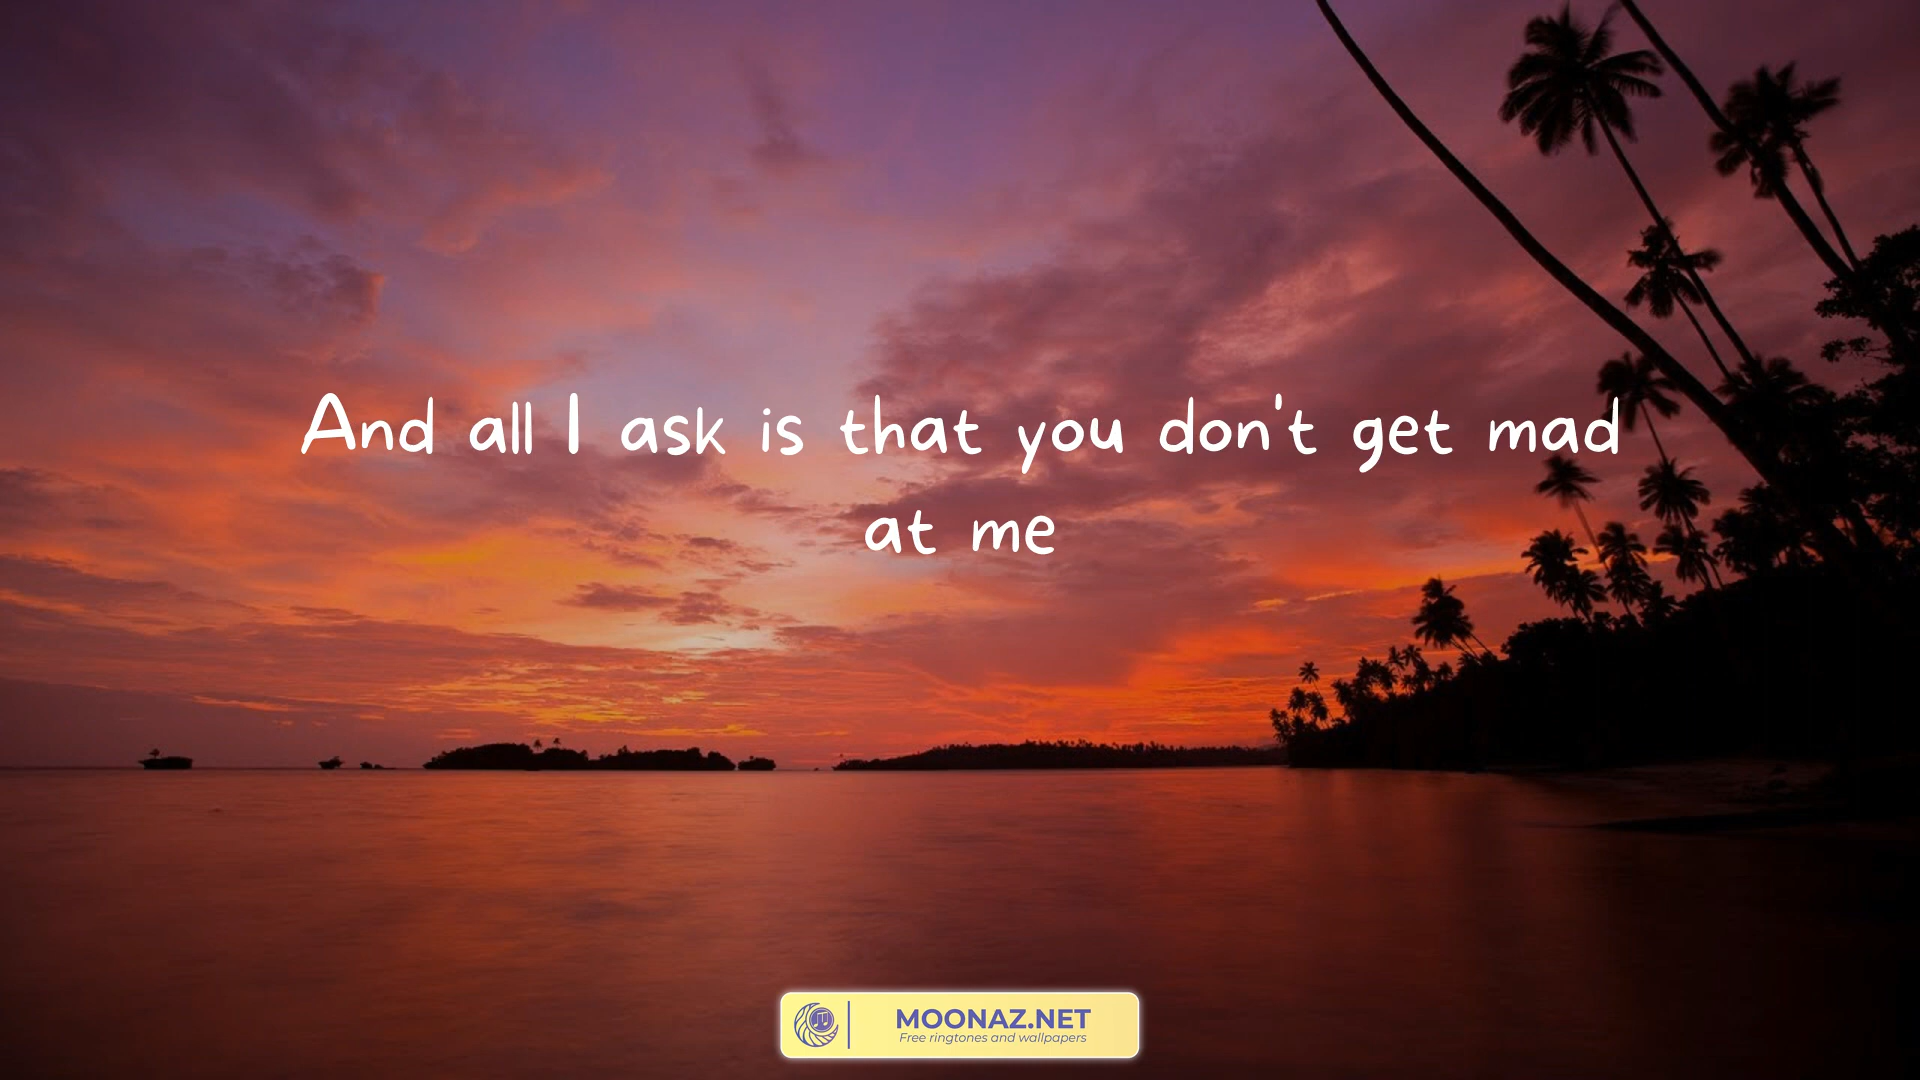 And all I ask is that you don't get mad
at me
MOONAZ.NET
Free ringtones and wallpapers